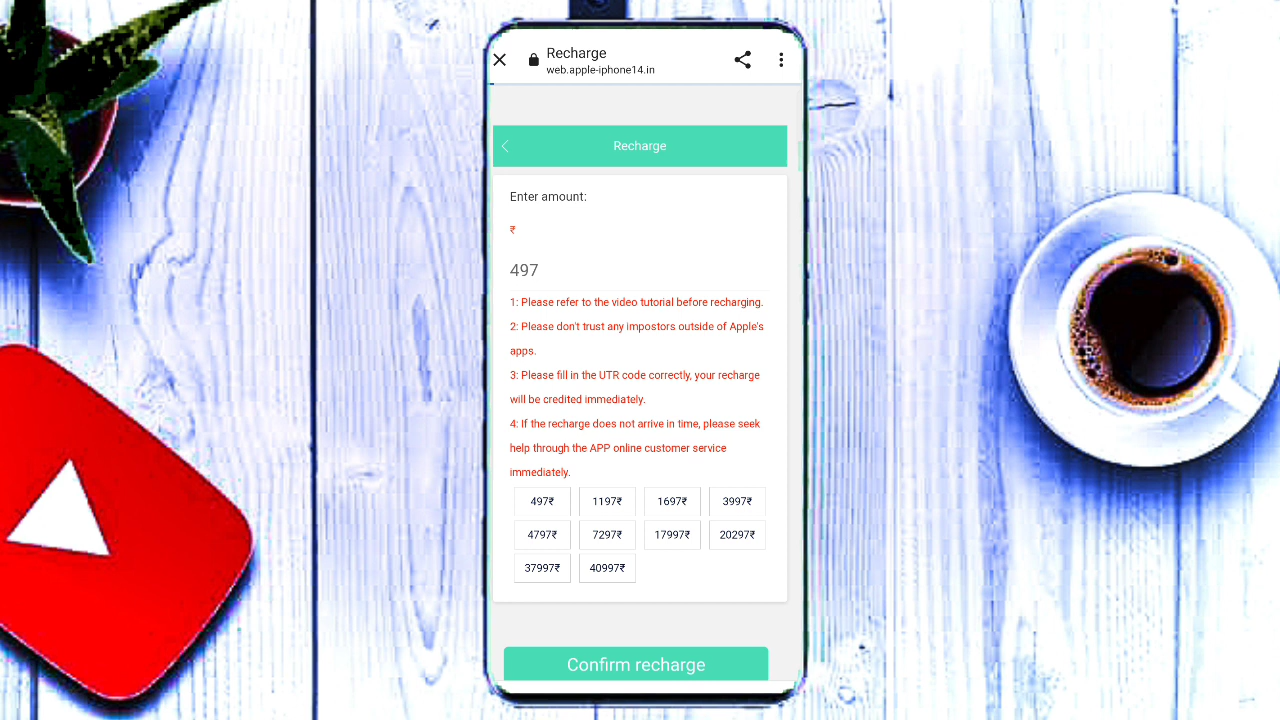 Recharge
web.apple-iphone14.in
Recharge
Enter amount:
₹
497
1: Please refer to the video tutorial before recharging.
2: Please don't trust any impostors outside of Apple's
apps.
3: Please fill in the UTR code correctly, your recharge
will be credited immediately.
4: If the recharge does not arrive in time, please seek
help through the APP online customer service
immediately.
497₹ 1197₹ 1697₹ 3997₹
4797₹ 7297₹ 17997₹ 20297₹
37997₹ 40997₹
Confirm recharge